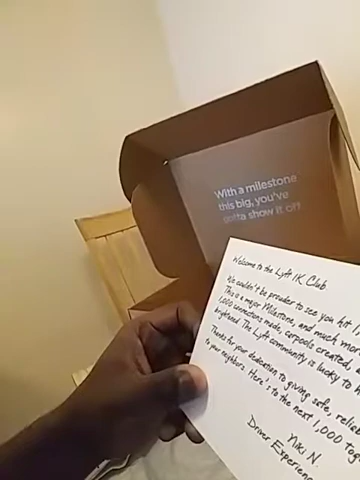 With a milestone
this big, you've
gotta show it off
Welcome to the Lyft 1K Club
We couldn't be prouder to see you hit
This is a major milestone, and much mor
1,000 connections made, carpools created, a
brightened. The Lyft community is lucky to h
Thanks for your dedication to giving safe, relia
to your neighbors. Here's to the next 1,000 tog
Niki N.
Driver Experien